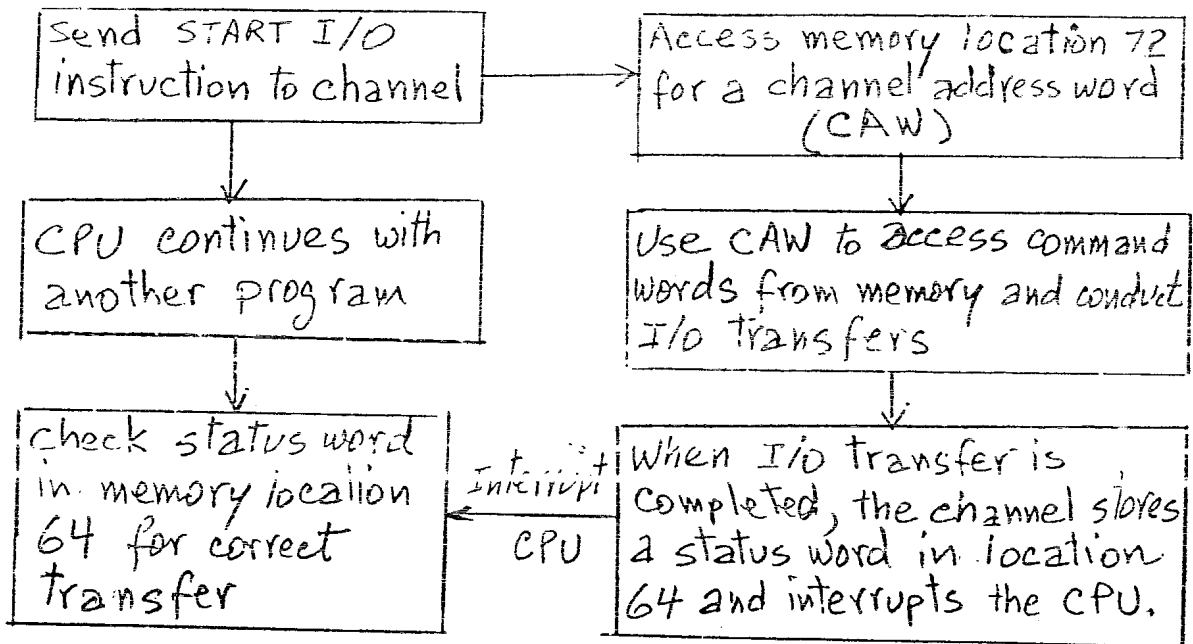 Send START I/O
instruction to channel
Access memory location 72
for a channel address word
(CAW)
CPU continues with
another program
Use CAW to access command
words from memory and conduct
I/O transfers
Check status word
in memory location
64 for correct
transfer
Interrupt
CPU
When I/O transfer is
completed, the channel stores
a status word in location
64 and interrupts the CPU.